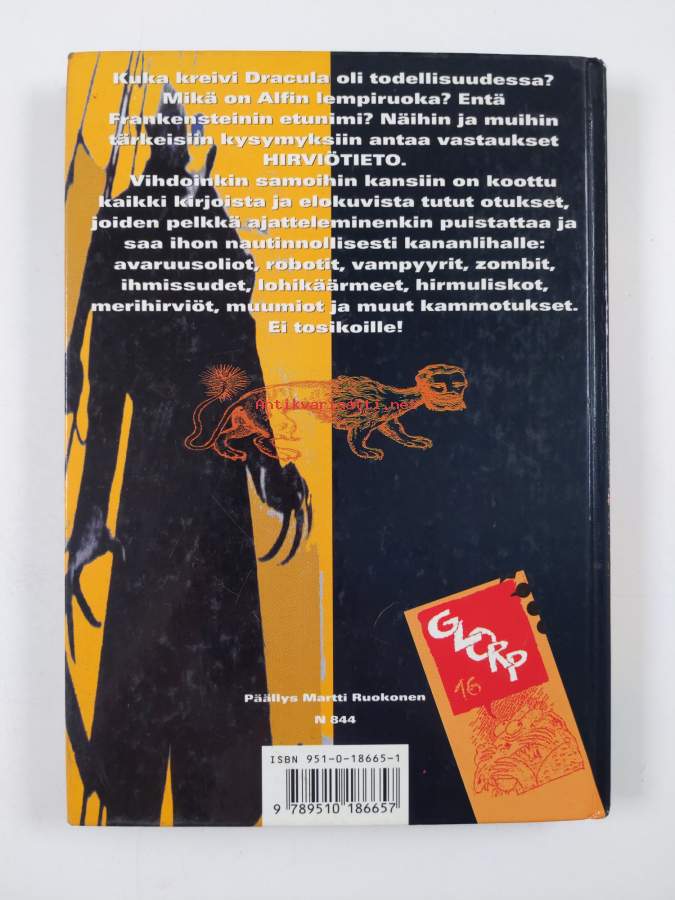 Kuka kreivi Dracula oli todellisuudessa?
Mikä on Alfin lempiruoka? Entä
Frankensteinin etunimi? Näihin ja muihin
tärkeisiin kysymyksiin antaa vastaukset
HIRVIÖTIETO.
Vihdoinkin samoihin kansiin on koottu
kaikki kirjoista ja elokuvista tutut otukset,
joiden pelkkä ajatteleminenkin puistattaa ja
saa ihon nautinnollisesti kananlihalle:
avaruusoliot, robotit, vampyyrit, zombit,
ihmissudet, lohikäärmeet, hirmuliskot,
merihirviöt, muumiot ja muut kammotukset.
Ei tosikoille!
Antikvariaatti.net
GLORP
16
Päällys Martti Ruokonen
N 844
ISBN 951-0-18665-1
9 789510 186657